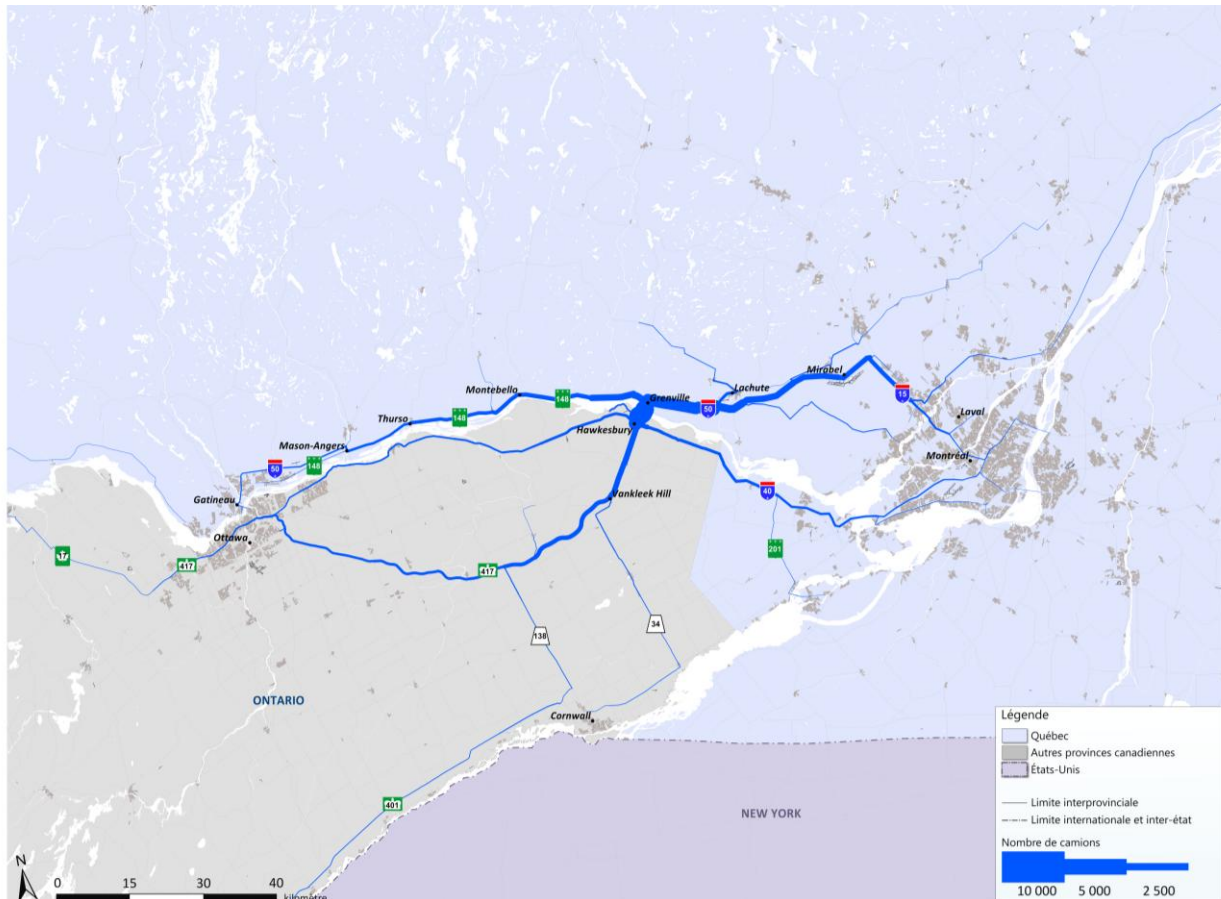 Montebello
148
Grenville
Lachute
50
Mirabel
15
Laval
Montréal
Thurso
148
Hawkesbury
Mason-Angers
148
50
Gatineau
Ottawa
417
17
Vankleek Hill
40
201
417
138
34
ONTARIO
Cornwall
401
NEW YORK
N
0 15 30 40
kilomètre
Légende
Québec
Autres provinces canadiennes
États-Unis
Limite interprovinciale
Limite internationale et inter-état
Nombre de camions
10 000 5 000 2 500